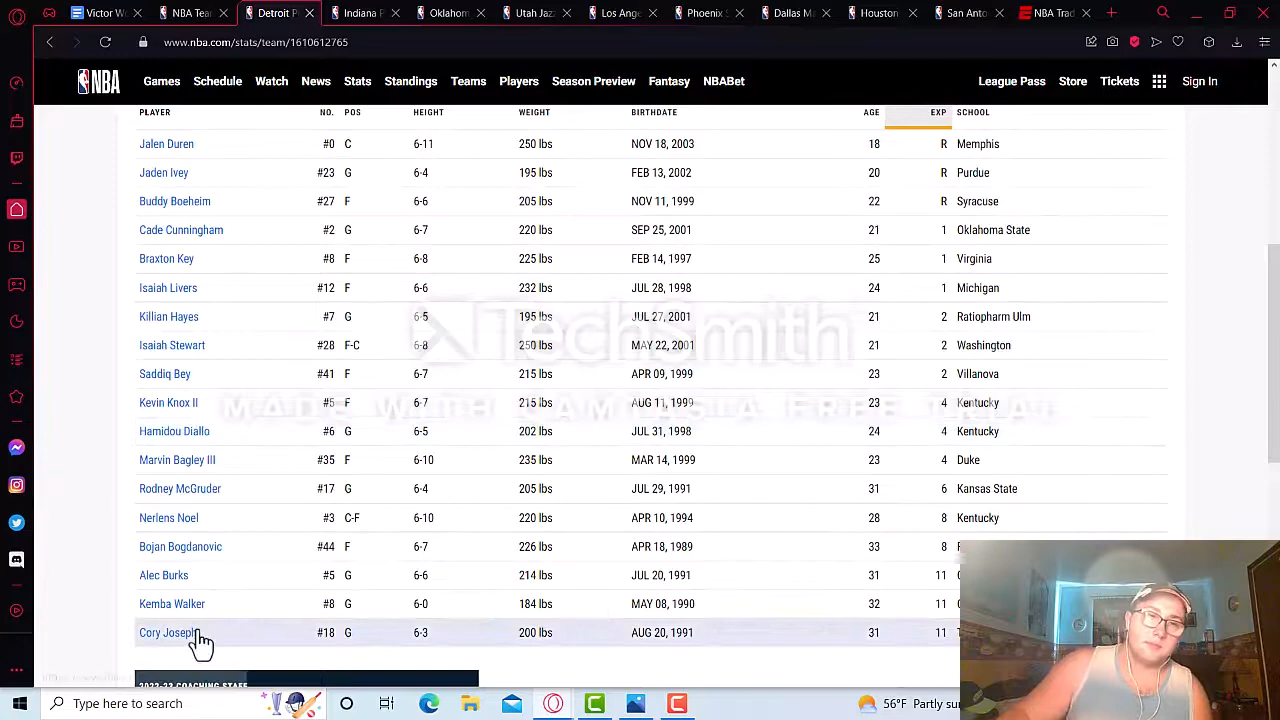 Victor W
NBA Tea
Detroit P
Indiana P
Oklahom
Utah Jaz
Los Ange
Phoenix S
Dallas Ma
Houston
San Anto
NBA Trad
www.nba.com/stats/team/1610612765
NBA Games Schedule Watch News Stats Standings Teams Players Season Preview Fantasy NBABet League Pass Store Tickets Sign In
PLAYER NO. POS HEIGHT WEIGHT BIRTHDATE AGE EXP SCHOOL
Jalen Duren #0 C 6-11 250 lbs NOV 18, 2003 18 R Memphis
Jaden Ivey #23 G 6-4 195 lbs FEB 13, 2002 20 R Purdue
Buddy Boeheim #27 F 6-6 205 lbs NOV 11, 1999 22 R Syracuse
Cade Cunningham #2 G 6-7 220 lbs SEP 25, 2001 21 1 Oklahoma State
Braxton Key #8 F 6-8 225 lbs FEB 14, 1997 25 1 Virginia
Isaiah Livers #12 F 6-6 232 lbs JUL 28, 1998 24 1 Michigan
Killian Hayes #7 G 6-5 195 lbs JUL 27, 2001 21 2 Ratiopharm Ulm
Isaiah Stewart #28 F-C 6-8 250 lbs MAY 22, 2001 21 2 Washington
Saddiq Bey #41 F 6-7 215 lbs APR 09, 1999 23 2 Villanova
Kevin Knox II #5 F 6-7 215 lbs AUG 11, 1999 23 4 Kentucky
Hamidou Diallo #6 G 6-5 202 lbs JUL 31, 1998 24 4 Kentucky
Marvin Bagley III #35 F 6-10 235 lbs MAR 14, 1999 23 4 Duke
Rodney McGruder #17 G 6-4 205 lbs JUL 29, 1991 31 6 Kansas State
Nerlens Noel #3 C-F 6-10 220 lbs APR 10, 1994 28 8 Kentucky
Bojan Bogdanovic #44 F 6-7 226 lbs APR 18, 1989 33 8
Alec Burks #5 G 6-6 214 lbs JUL 20, 1991 31 11
Kemba Walker #8 G 6-0 184 lbs MAY 08, 1990 32 11
Cory Joseph #18 G 6-3 200 lbs AUG 20, 1991 31 11
2022-23 COACHING STAFF
TechSmith
MADE WITH CAMTASIA FREE TRIAL
Type here to search
56°F Partly su